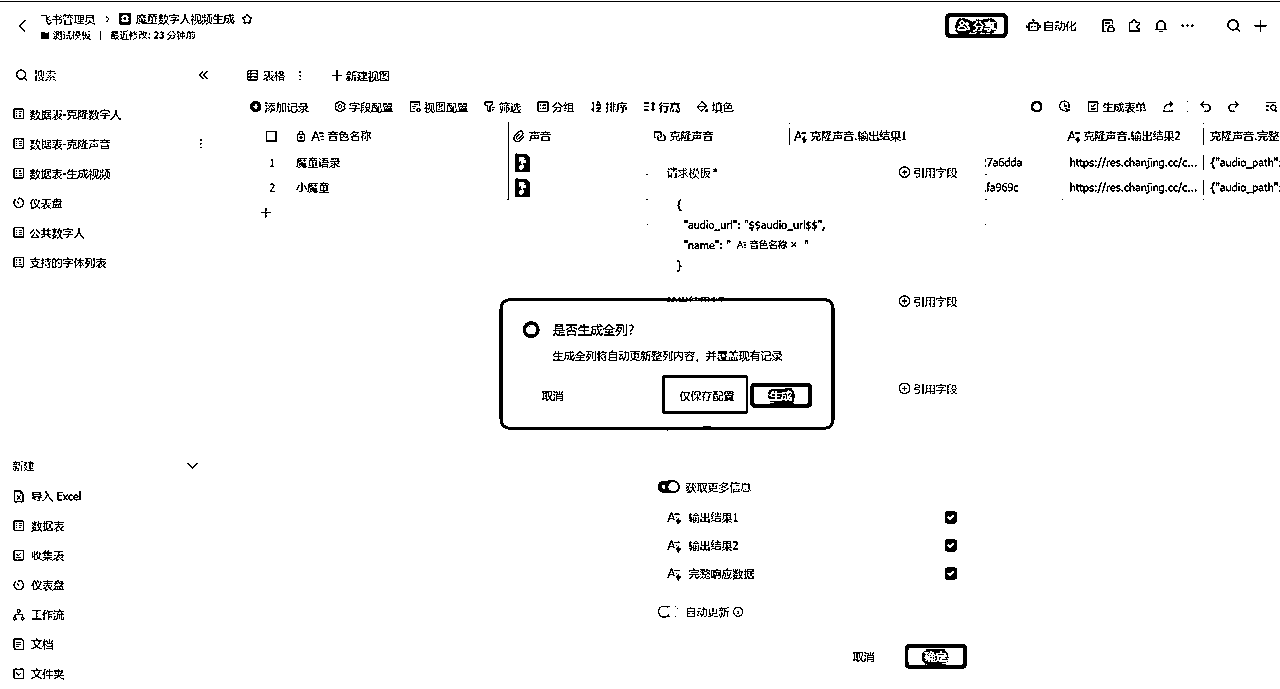 飞书管理员 > 魔童数字人视频生成
测试模板 | 最近修改: 23 分钟前
分享
自动化
搜索
表格
新建视图
添加记录
字段配置
视图配置
筛选
分组
排序
行高
填色
生成表单
数据表-克隆数字人
数据表-克隆声音
数据表-生成视频
仪表盘
公共数字人
支持的字体列表
音色名称
声音
克隆声音
克隆声音.输出结果1
克隆声音.输出结果2
克隆声音.完整
1 魔童语录
27a6dda https://res.chanjing.cc/c... {"audio_path":
2 小魔童
fa969c https://res.chanjing.cc/c... {"audio_path":
请求模板 *
引用字段
{
"audio_url": "$$audio_url$$",
"name": " 音色名称 × "
}
引用字段
是否生成全列?
生成全列将自动更新整列内容，并覆盖现有记录
取消
仅保存配置
生成
引用字段
新建
导入 Excel
数据表
收集表
仪表盘
工作流
文档
文件夹
获取更多信息
输出结果1
输出结果2
完整响应数据
自动更新
取消
确定